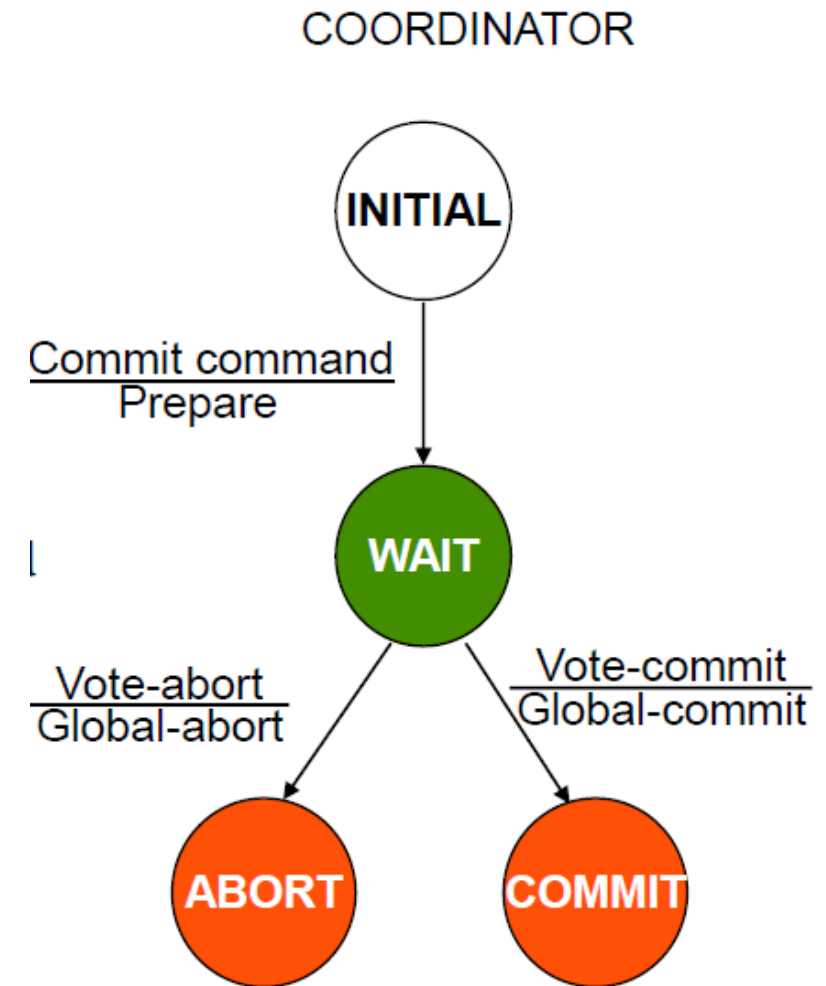 COORDINATOR
INITIAL
Commit command
Prepare
WAIT
Vote-abort
Global-abort
Vote-commit
Global-commit
ABORT
COMMIT